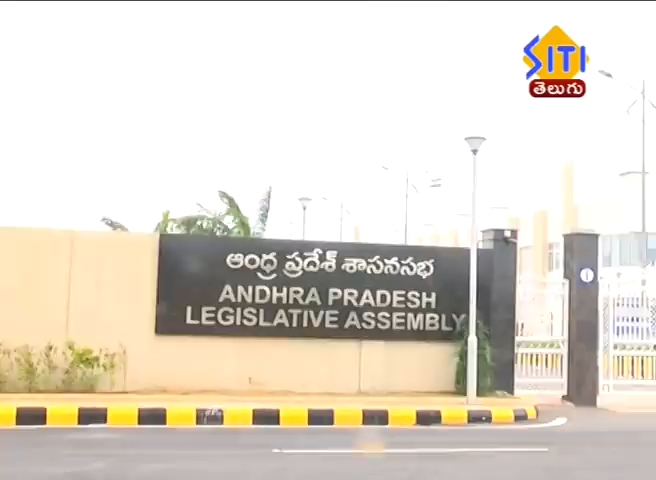 SITI
తెలుగు
ఆంధ్ర ప్రదేశ్ శాసనసభ
ANDHRA PRADESH
LEGISLATIVE ASSEMBLY